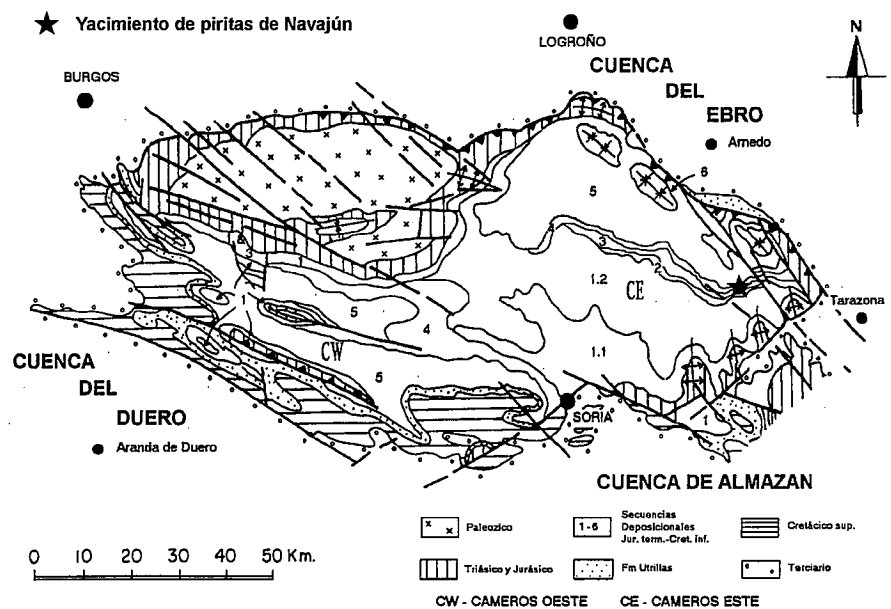 ★ Yacimiento de piritas de Navajún
LOGROÑO
N
BURGOS
CUENCA
DEL
EBRO
Arnedo
6
5
4
3
2
1.2
CE
Tarazona
3
1
5
4
CW
1.1
5
CUENCA
DEL
DUERO
SORIA
1
Aranda de Duero
CUENCA DE ALMAZAN
Paleozico
1-6
Secuencias
Deposicionales
Jur. term.-Cret. inf.
Cretácico sup.
0 10 20 30 40 50 Km.
Triásico y Jurásico
Fm Utrillas
Terciario
CW - CAMEROS OESTE CE - CAMEROS ESTE